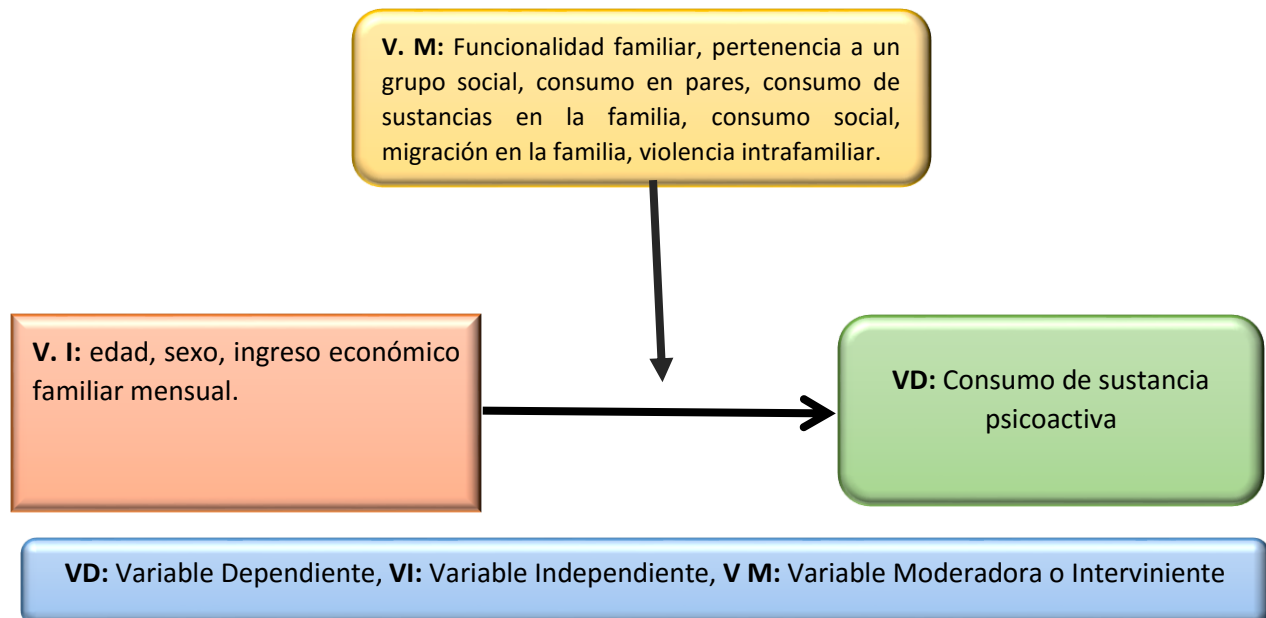 V. M: Funcionalidad familiar, pertenencia a un
grupo social, consumo en pares, consumo de
sustancias en la familia, consumo social,
migración en la familia, violencia intrafamiliar.
V. I: edad, sexo, ingreso económico
familiar mensual.
VD: Consumo de sustancia
psicoactiva
VD: Variable Dependiente, VI: Variable Independiente, V M: Variable Moderadora o Interviniente